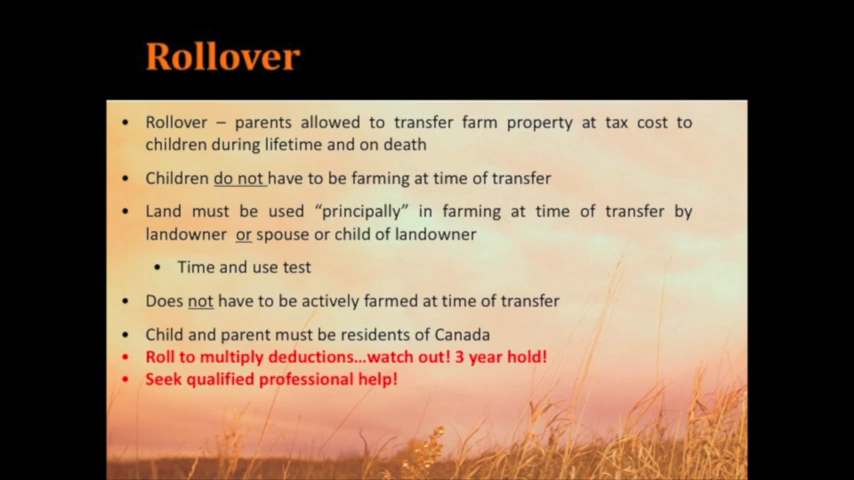 Rollover
• Rollover – parents allowed to transfer farm property at tax cost to
children during lifetime and on death
• Children do not have to be farming at time of transfer
• Land must be used “principally” in farming at time of transfer by
landowner or spouse or child of landowner
• Time and use test
• Does not have to be actively farmed at time of transfer
• Child and parent must be residents of Canada
• Roll to multiply deductions...watch out! 3 year hold!
• Seek qualified professional help!